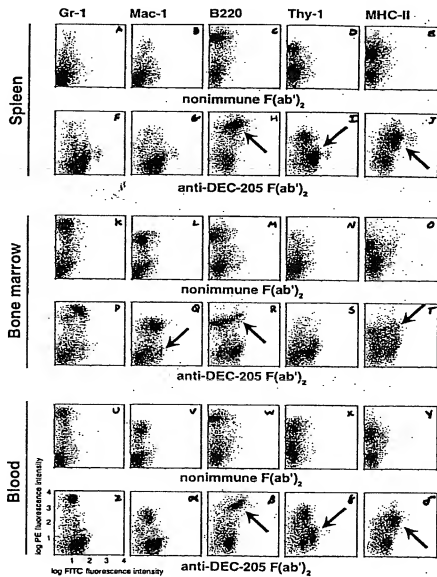 Gr-1 Mac-1 B220 Thy-1 MHC-II
Spleen
A B C D E
nonimmune F(ab')₂
F G H I J
anti-DEC-205 F(ab')₂
Bone marrow
K L M N O
nonimmune F(ab')₂
P Q R S T
anti-DEC-205 F(ab')₂
Blood
U V W X Y
nonimmune F(ab')₂
log PE fluorescence intensity
4
3
2
1
0
Z α β γ δ
1 2 3 4
log FITC fluorescence intensity
anti-DEC-205 F(ab')₂